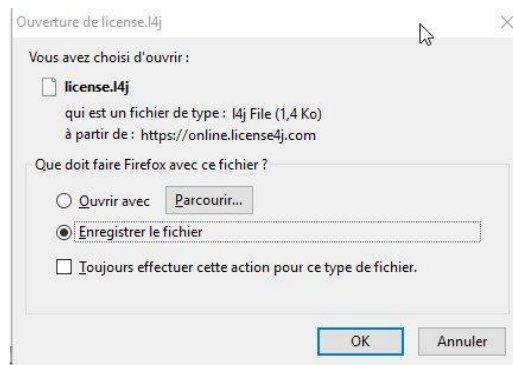 Ouverture de license.l4j
Vous avez choisi d'ouvrir :
license.l4j
qui est un fichier de type : l4j File (1,4 Ko)
à partir de : https://online.license4j.com
Que doit faire Firefox avec ce fichier ?
Ouvrir avec Parcourir...
Enregistrer le fichier
Toujours effectuer cette action pour ce type de fichier.
OK Annuler